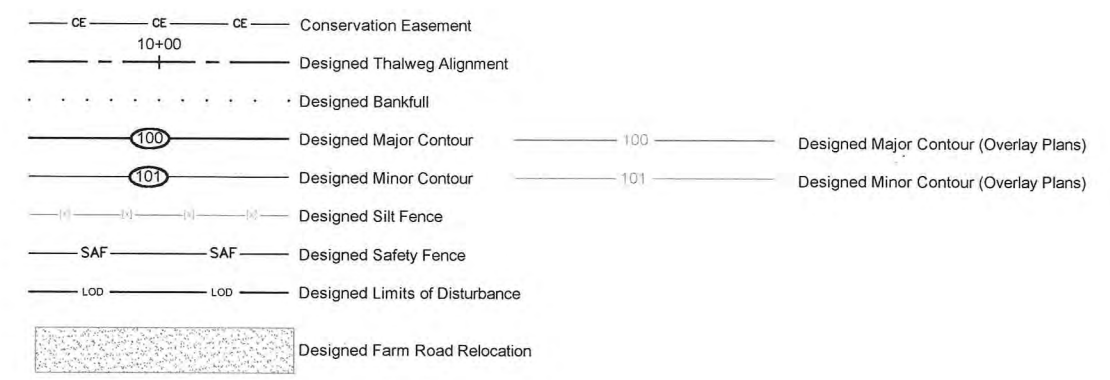 CE CE CE Conservation Easement
10+00
Designed Thalweg Alignment
Designed Bankfull
100 Designed Major Contour 100 Designed Major Contour (Overlay Plans)
101 Designed Minor Contour 101 Designed Minor Contour (Overlay Plans)
[x] [x] [x] [x] Designed Silt Fence
SAF SAF Designed Safety Fence
LOD LOD Designed Limits of Disturbance
Designed Farm Road Relocation